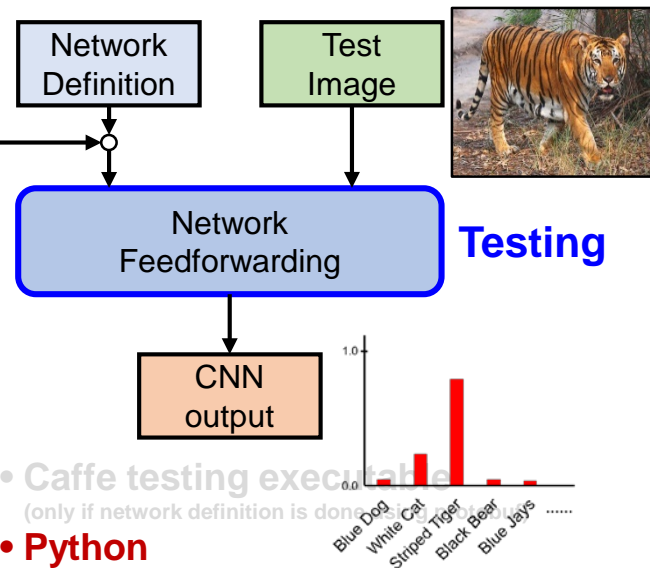 Network
Definition
Test
Image
Network
Feedforwarding
Testing
CNN
output
1.0
0.0
Blue Dog
White Cat
Striped Tiger
Black Bear
Blue Jays
......
• Caffe testing executable
(only if network definition is done using protobuf)
• Python